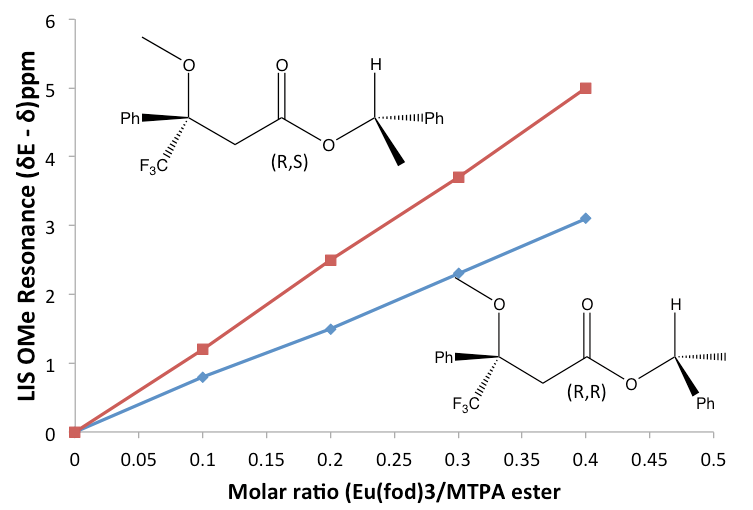 6
5
4
3
2
1
0
LIS OMe Resonance (δE - δ)ppm
O
O
H
Ph
Ph
O
F3C
(R,S)
O
O
H
Ph
O
F3C
(R,R)
Ph
0 0.05 0.1 0.15 0.2 0.25 0.3 0.35 0.4 0.45 0.5
Molar ratio (Eu(fod)3/MTPA ester